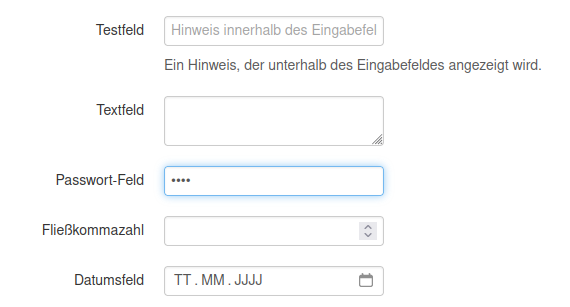 Testfeld
Hinweis innerhalb des Eingabefel
Ein Hinweis, der unterhalb des Eingabefeldes angezeigt wird.
Textfeld
Passwort-Feld ••••
Fließkommazahl
Datumsfeld TT . MM . JJJJ